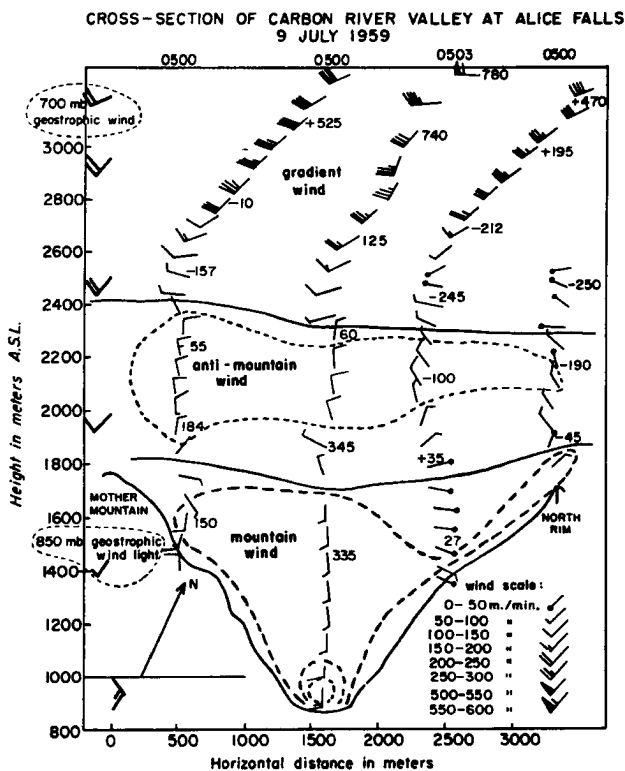 CROSS-SECTION OF CARBON RIVER VALLEY AT ALICE FALLS
9 JULY 1959
0500
0500
0503
0500
780
700 mb
geostrophic wind
+470
+525
740
+195
3000
gradient
wind
2800
-10
-212
125
2600
-157
-250
-245
2400
60
55
2200
-190
anti-mountain
wind
-100
2000
184
-45
345
+35
1800
MOTHER
MOUNTAIN
NORTH
RIM
1600
150
mountain
wind
335
27
850 mb geostrophic
wind light
1400
N
wind scale:
0-50 m./min.
50-100 "
100-150 "
150-200 "
200-250 "
250-300 "
500-550 "
550-600 "
1200
1000
800
0
500
1000
1500
2000
2500
3000
Horizontal distance in meters
Height in meters A.S.L.